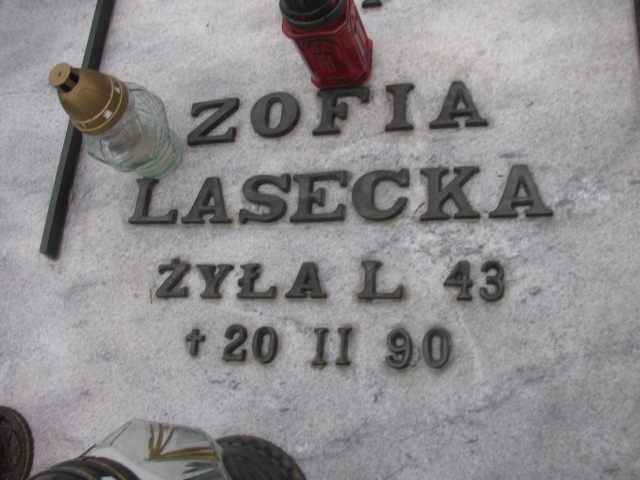 ZOFIA
LASECKA
ŻYŁA L 43
† 20 II 90